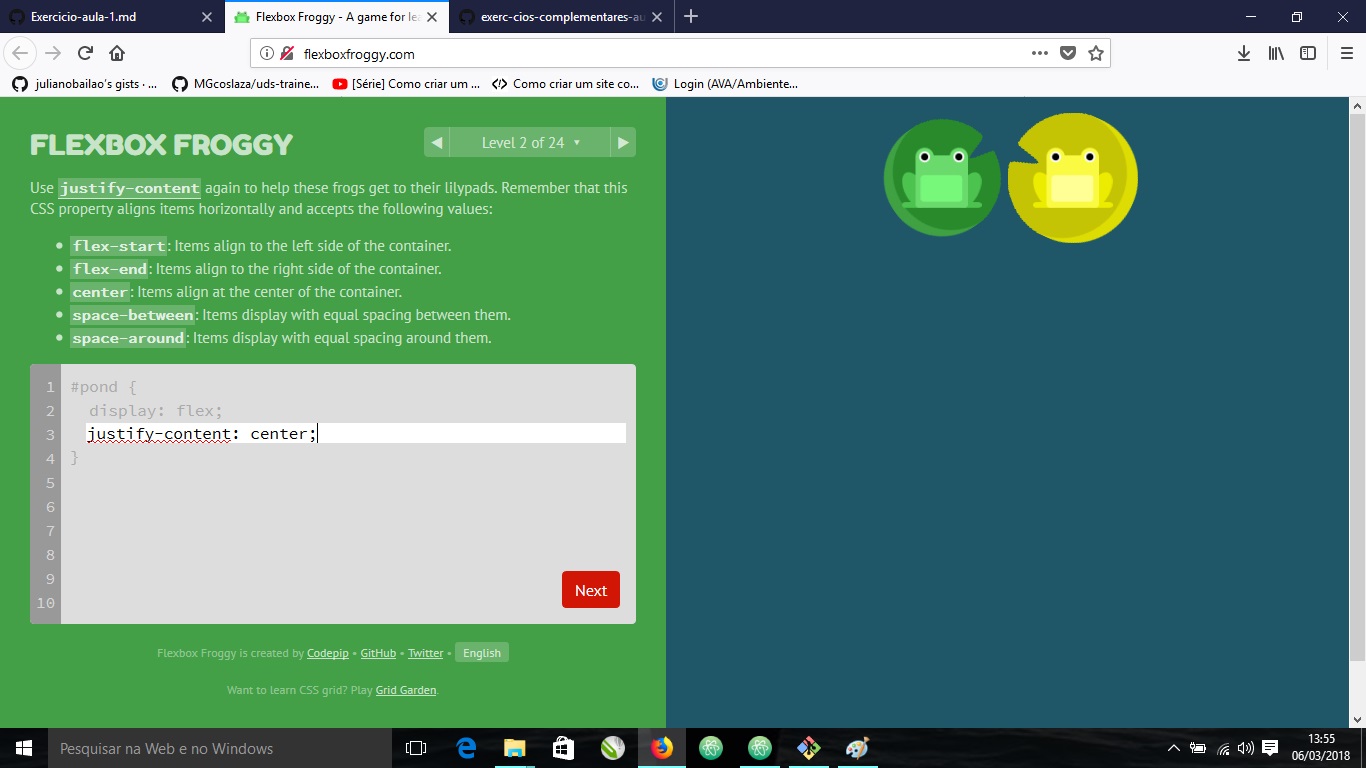 Exercicio-aula-1.md
Flexbox Froggy - A game for lea
exerc-cios-complementares-au
flexboxfroggy.com
julianobailao's gists · ...
MGcoslaza/uds-traine...
[Série] Como criar um ...
Como criar um site co...
Login (AVA/Ambiente...
FLEXBOX FROGGY
Level 2 of 24
Use justify-content again to help these frogs get to their lilypads. Remember that this
CSS property aligns items horizontally and accepts the following values:
flex-start: Items align to the left side of the container.
flex-end: Items align to the right side of the container.
center: Items align at the center of the container.
space-between: Items display with equal spacing between them.
space-around: Items display with equal spacing around them.
1 #pond {
2 display: flex;
3 justify-content: center;
4 }
5
6
7
8
9
10
Next
Flexbox Froggy is created by Codepip • GitHub • Twitter • English
Want to learn CSS grid? Play Grid Garden.
Pesquisar na Web e no Windows
13:55
06/03/2018